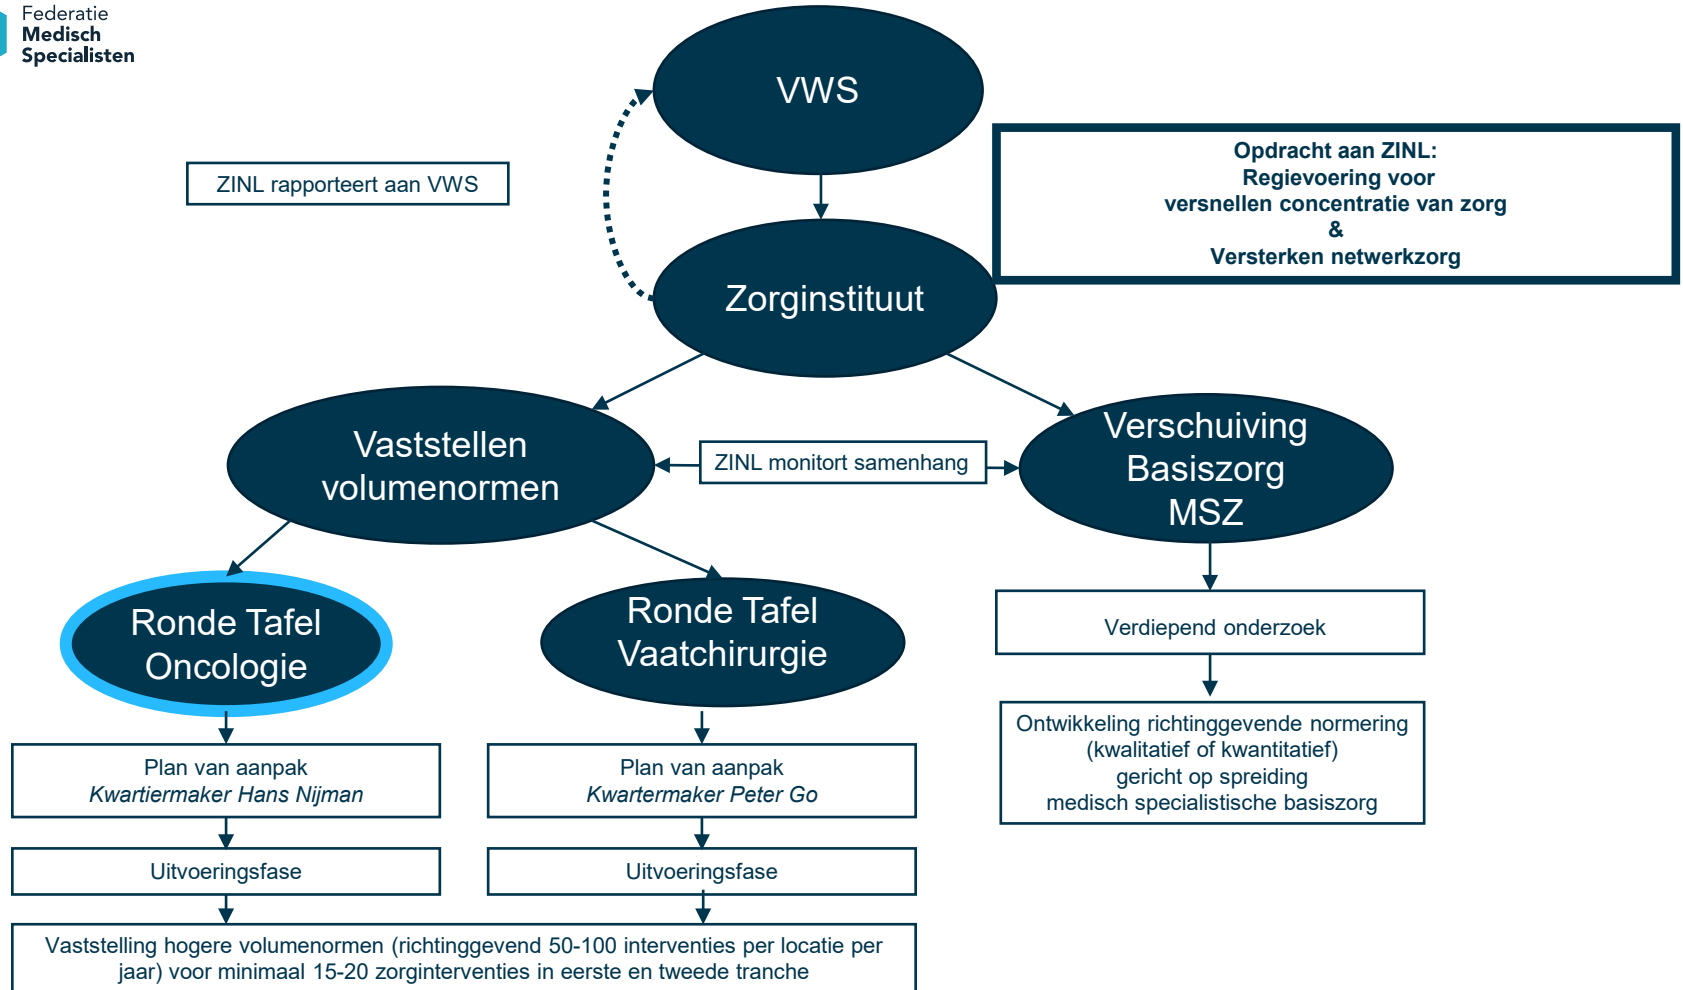 Federatie
Medisch
Specialisten
VWS
ZINL rapporteert aan VWS
Opdracht aan ZINL:
Regievoering voor
versnellen concentratie van zorg
&
Versterken netwerkzorg
Zorginstituut
Vaststellen
volumenormen
ZINL monitort samenhang
Verschuiving
Basiszorg
MSZ
Ronde Tafel
Oncologie
Ronde Tafel
Vaatchirurgie
Verdiepend onderzoek
Ontwikkeling richtinggevende normering
(kwalitatief of kwantitatief)
gericht op spreiding
medisch specialistische basiszorg
Plan van aanpak
Kwartiermaker Hans Nijman
Plan van aanpak
Kwartermaker Peter Go
Uitvoeringsfase
Uitvoeringsfase
Vaststelling hogere volumenormen (richtinggevend 50-100 interventies per locatie per
jaar) voor minimaal 15-20 zorginterventies in eerste en tweede tranche